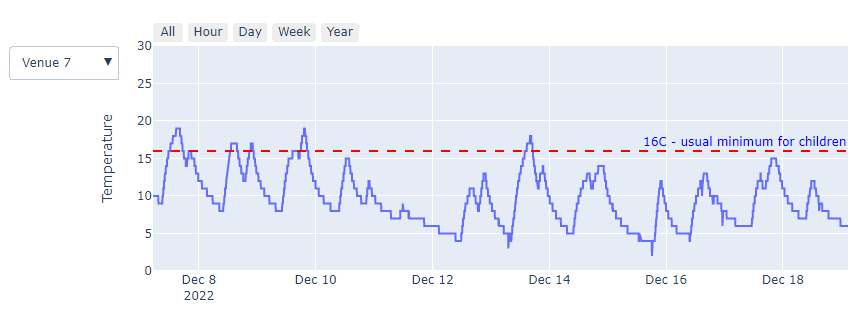 All Hour Day Week Year
Venue 7 ▼
Temperature
30
25
20
16C - usual minimum for children
15
10
5
0
Dec 8 Dec 10 Dec 12 Dec 14 Dec 16 Dec 18
2022